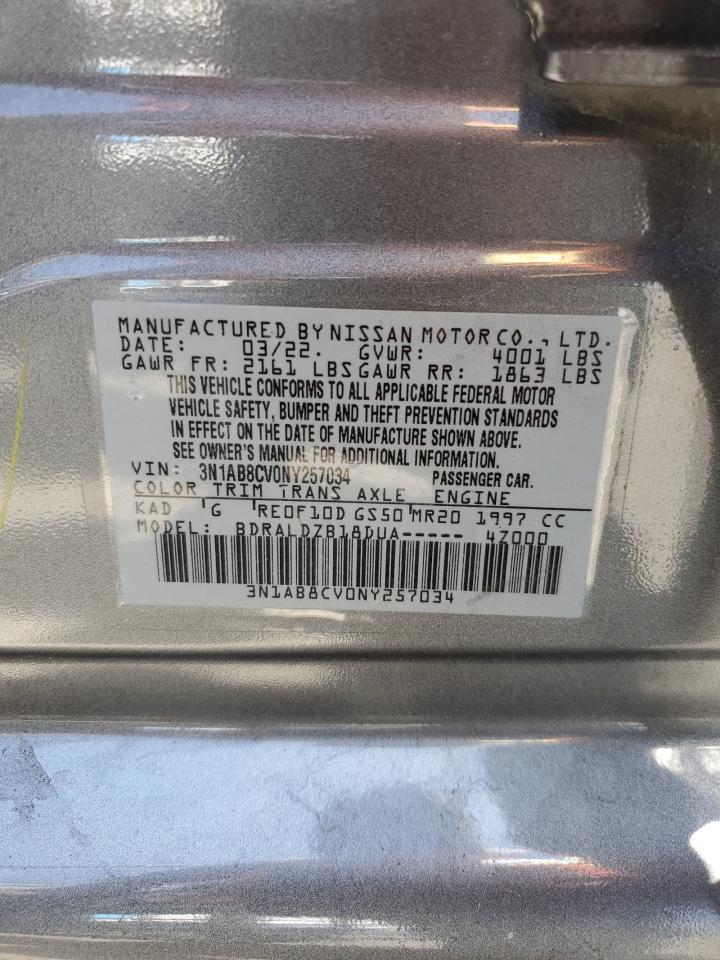 MANUFACTURED BY NISSAN MOTOR CO., LTD.
DATE: 03/22. GVWR: 4001 LBS
GAWR FR: 2161 LBS GAWR RR: 1863 LBS
THIS VEHICLE CONFORMS TO ALL APPLICABLE FEDERAL MOTOR
VEHICLE SAFETY, BUMPER AND THEFT PREVENTION STANDARDS
IN EFFECT ON THE DATE OF MANUFACTURE SHOWN ABOVE.
SEE OWNER'S MANUAL FOR ADDITIONAL INFORMATION.
VIN: 3N1AB8CV0NY257034 PASSENGER CAR.
COLOR TRIM TRANS AXLE ENGINE
KAD G RE0F10D GS50 MR20 1997 CC
MODEL: BDRALDZB18DUA----- 4Z000
3N1AB8CV0NY257034